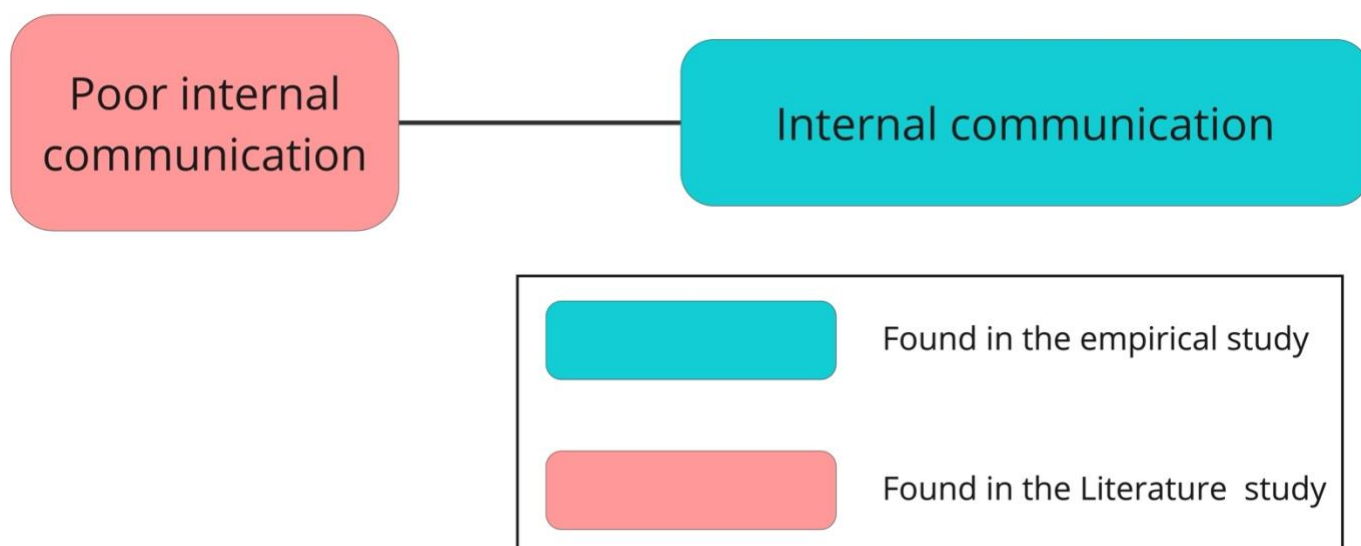 Poor internal
communication
Internal communication
Found in the empirical study
Found in the Literature study